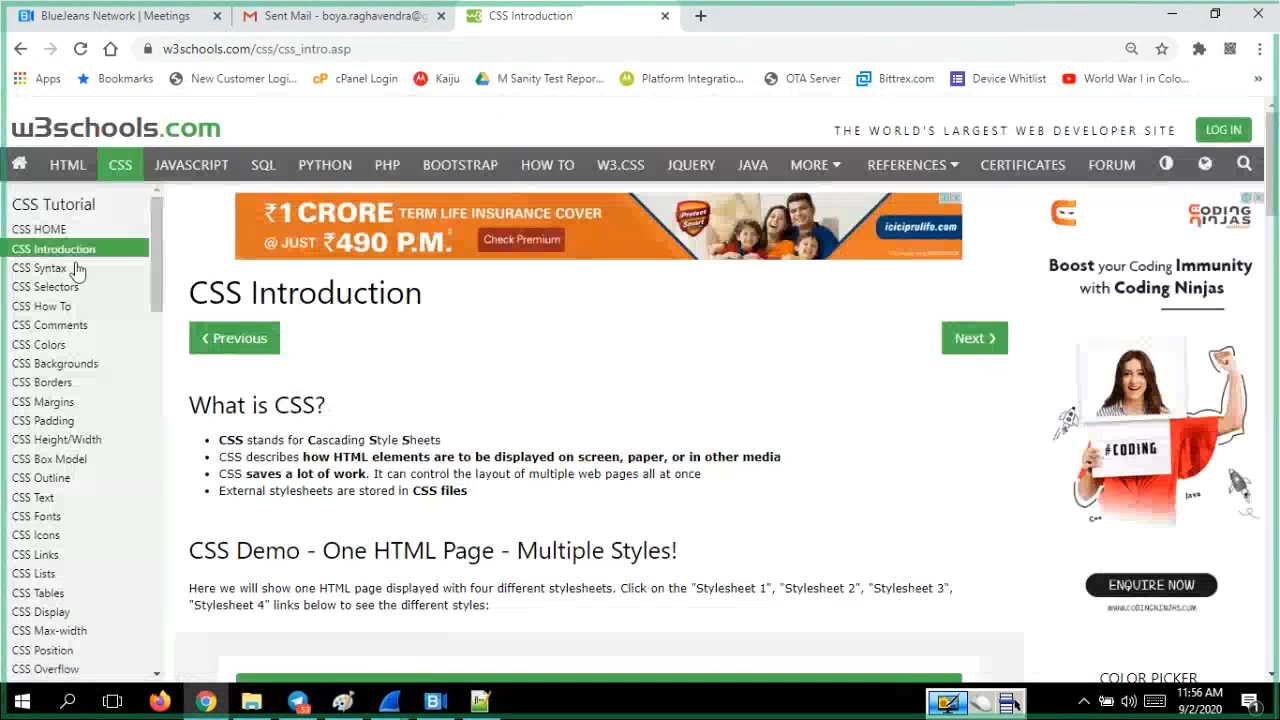 BlueJeans Network | Meetings
Sent Mail - boya.raghavendra@g
CSS Introduction
w3schools.com/css/css_intro.asp
Apps
Bookmarks
New Customer Logi...
cPanel Login
Kaiju
M Sanity Test Repor...
Platform Integratio...
OTA Server
Bittrex.com
Device Whitlist
World War I in Colo...
w3schools.com
THE WORLD'S LARGEST WEB DEVELOPER SITE
LOG IN
HTML
CSS
JAVASCRIPT
SQL
PYTHON
PHP
BOOTSTRAP
HOW TO
W3.CSS
JQUERY
JAVA
MORE
REFERENCES
CERTIFICATES
FORUM
CSS Tutorial
CSS HOME
CSS Introduction
CSS Syntax
CSS Selectors
CSS How To
CSS Comments
CSS Colors
CSS Backgrounds
CSS Borders
CSS Margins
CSS Padding
CSS Height/Width
CSS Box Model
CSS Outline
CSS Text
CSS Fonts
CSS Icons
CSS Links
CSS Lists
CSS Tables
CSS Display
CSS Max-width
CSS Position
CSS Overflow
₹1 CRORE TERM LIFE INSURANCE COVER
@ JUST ₹490 P.M.*
Check Premium
iProtect Smart
iciciprulife.com
CSS Introduction
❮ Previous
Next ❯
What is CSS?
• CSS stands for Cascading Style Sheets
• CSS describes how HTML elements are to be displayed on screen, paper, or in other media
• CSS saves a lot of work. It can control the layout of multiple web pages all at once
• External stylesheets are stored in CSS files
CSS Demo - One HTML Page - Multiple Styles!
Here we will show one HTML page displayed with four different stylesheets. Click on the "Stylesheet 1", "Stylesheet 2", "Stylesheet 3",
"Stylesheet 4" links below to see the different styles:
CODING
NINJAS
Boost your Coding Immunity
with Coding Ninjas
#CODING
Java
C++
ENQUIRE NOW
WWW.CODINGNINJAS.COM
COLOR PICKER
11:56 AM
9/2/2020